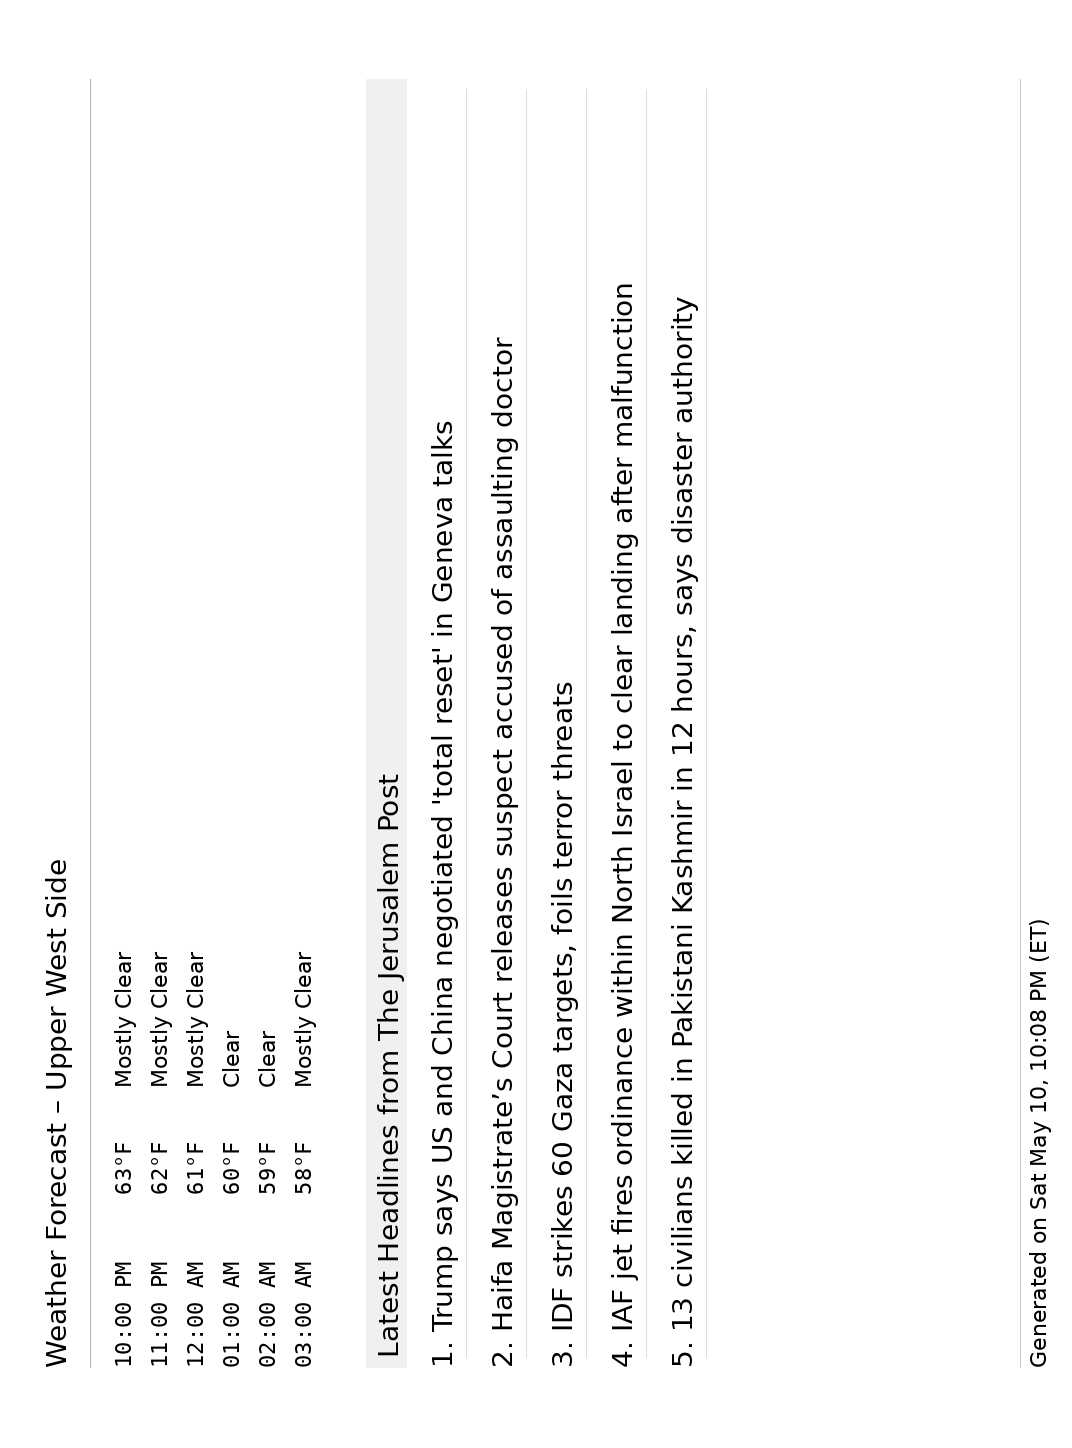 Weather Forecast – Upper West Side
10:00 PM 63°F Mostly Clear
11:00 PM 62°F Mostly Clear
12:00 AM 61°F Mostly Clear
01:00 AM 60°F Clear
02:00 AM 59°F Clear
03:00 AM 58°F Mostly Clear
Latest Headlines from The Jerusalem Post
1. Trump says US and China negotiated 'total reset' in Geneva talks
2. Haifa Magistrate’s Court releases suspect accused of assaulting doctor
3. IDF strikes 60 Gaza targets, foils terror threats
4. IAF jet fires ordinance within North Israel to clear landing after malfunction
5. 13 civilians killed in Pakistani Kashmir in 12 hours, says disaster authority
Generated on Sat May 10, 10:08 PM (ET)